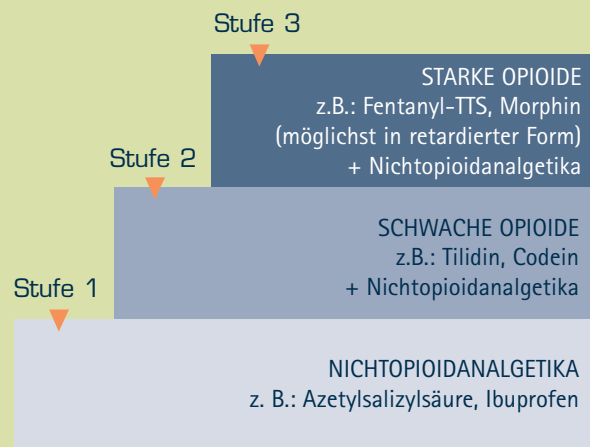 Stufe 3
STARKE OPIOIDE
z.B.: Fentanyl-TTS, Morphin
(möglichst in retardierter Form)
+ Nichtopioidanalgetika
Stufe 2
SCHWACHE OPIOIDE
z.B.: Tilidin, Codein
+ Nichtopioidanalgetika
Stufe 1
NICHTOPIOIDANALGETIKA
z. B.: Azetylsalizylsäure, Ibuprofen